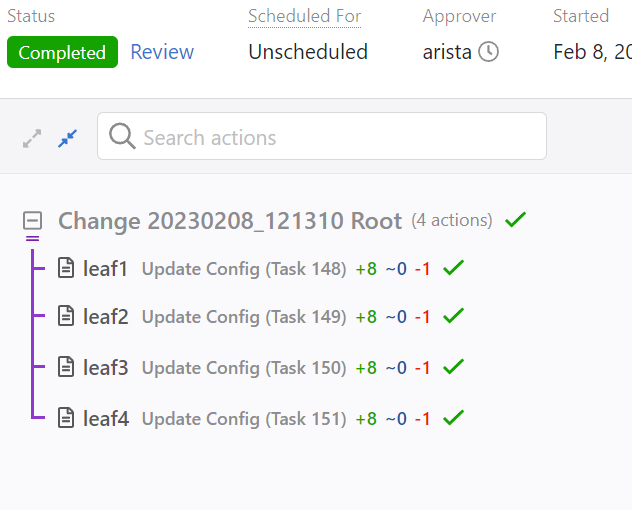 Status Scheduled For Approver Started
Completed Review Unscheduled arista Feb 8, 20
Search actions
Change 20230208_121310 Root (4 actions)
leaf1 Update Config (Task 148) +8 ~0 -1
leaf2 Update Config (Task 149) +8 ~0 -1
leaf3 Update Config (Task 150) +8 ~0 -1
leaf4 Update Config (Task 151) +8 ~0 -1